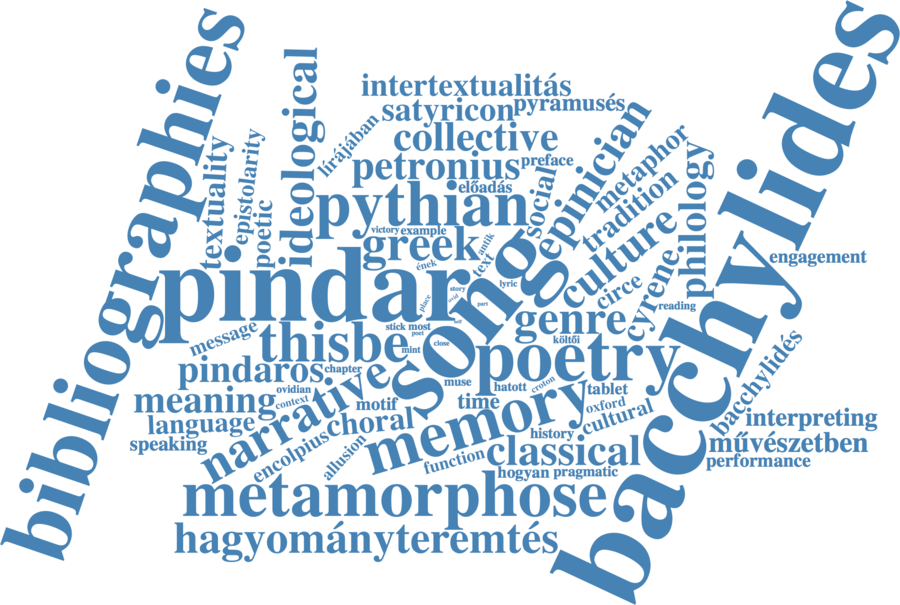 bibliographies
bacchylides
intertextualitás
satyricon
pyramusés
collective
petronius
preface
előadás
pythian
victory
example
greek
pindar
ideological
lírájában
textuality
epistolarity
poetic
social
epinician
metaphor
tradition
culture
philology
engagement
antik
text
ének
lyric
story
place
ovid
part
self
song
circe
cyrene
reading
message
thisbe
stick
most
poet
mint
close
genre
költői
poetry
pindaros
chapter
narrative
ovidian
context
muse
hatott
croton
tablet
bacchylidés
meaning
motif
time
memory
oxford
cultural
interpreting
language
choral
speaking
encolpius
allusion
function
history
classical
művészetben
performance
hogyan
pragmatic
metamorphose
hagyományteremtés